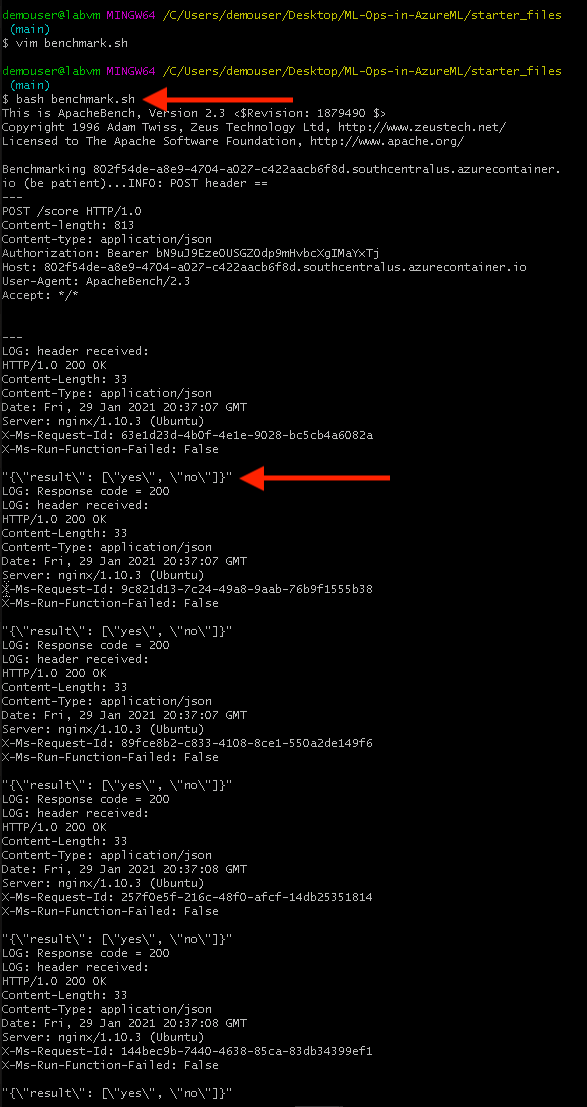 demouser@labvm MINGW64 /C/Users/demouser/Desktop/ML-Ops-in-AzureML/starter_files
(main)
$ vim benchmark.sh
demouser@labvm MINGW64 /C/Users/demouser/Desktop/ML-Ops-in-AzureML/starter_files
(main)
$ bash benchmark.sh
This is ApacheBench, Version 2.3 <$Revision: 1879490 $>
Copyright 1996 Adam Twiss, Zeus Technology Ltd, http://www.zeustech.net/
Licensed to The Apache Software Foundation, http://www.apache.org/
Benchmarking 802f54de-a8e9-4704-a027-c422aacb6f8d.southcentralus.azurecontainer.
io (be patient)...INFO: POST header ==
---
POST /score HTTP/1.0
Content-length: 813
Content-type: application/json
Authorization: Bearer bN9uJ9EzeOUSGZOdp9mHvbcXgIMaYxTj
Host: 802f54de-a8e9-4704-a027-c422aacb6f8d.southcentralus.azurecontainer.io
User-Agent: ApacheBench/2.3
Accept: */*
---
LOG: header received:
HTTP/1.0 200 OK
Content-Length: 33
Content-Type: application/json
Date: Fri, 29 Jan 2021 20:37:07 GMT
Server: nginx/1.10.3 (Ubuntu)
X-Ms-Request-Id: 63e1d23d-4b0f-4e1e-9028-bc5cb4a6082a
X-Ms-Run-Function-Failed: False
"{\"result\": [\"yes\", \"no\"]}"
LOG: Response code = 200
LOG: header received:
HTTP/1.0 200 OK
Content-Length: 33
Content-Type: application/json
Date: Fri, 29 Jan 2021 20:37:07 GMT
Server: nginx/1.10.3 (Ubuntu)
X-Ms-Request-Id: 9c821d13-7c24-49a8-9aab-76b9f1555b38
X-Ms-Run-Function-Failed: False
"{\"result\": [\"yes\", \"no\"]}"
LOG: Response code = 200
LOG: header received:
HTTP/1.0 200 OK
Content-Length: 33
Content-Type: application/json
Date: Fri, 29 Jan 2021 20:37:07 GMT
Server: nginx/1.10.3 (Ubuntu)
X-Ms-Request-Id: 89fce8b2-c833-4108-8ce1-550a2de149f6
X-Ms-Run-Function-Failed: False
"{\"result\": [\"yes\", \"no\"]}"
LOG: Response code = 200
LOG: header received:
HTTP/1.0 200 OK
Content-Length: 33
Content-Type: application/json
Date: Fri, 29 Jan 2021 20:37:08 GMT
Server: nginx/1.10.3 (Ubuntu)
X-Ms-Request-Id: 257f0e5f-216c-48f0-afcf-14db25351814
X-Ms-Run-Function-Failed: False
"{\"result\": [\"yes\", \"no\"]}"
LOG: Response code = 200
LOG: header received:
HTTP/1.0 200 OK
Content-Length: 33
Content-Type: application/json
Date: Fri, 29 Jan 2021 20:37:08 GMT
Server: nginx/1.10.3 (Ubuntu)
X-Ms-Request-Id: 144bec9b-7440-4638-85ca-83db34399ef1
X-Ms-Run-Function-Failed: False
"{\"result\": [\"yes\", \"no\"]}"